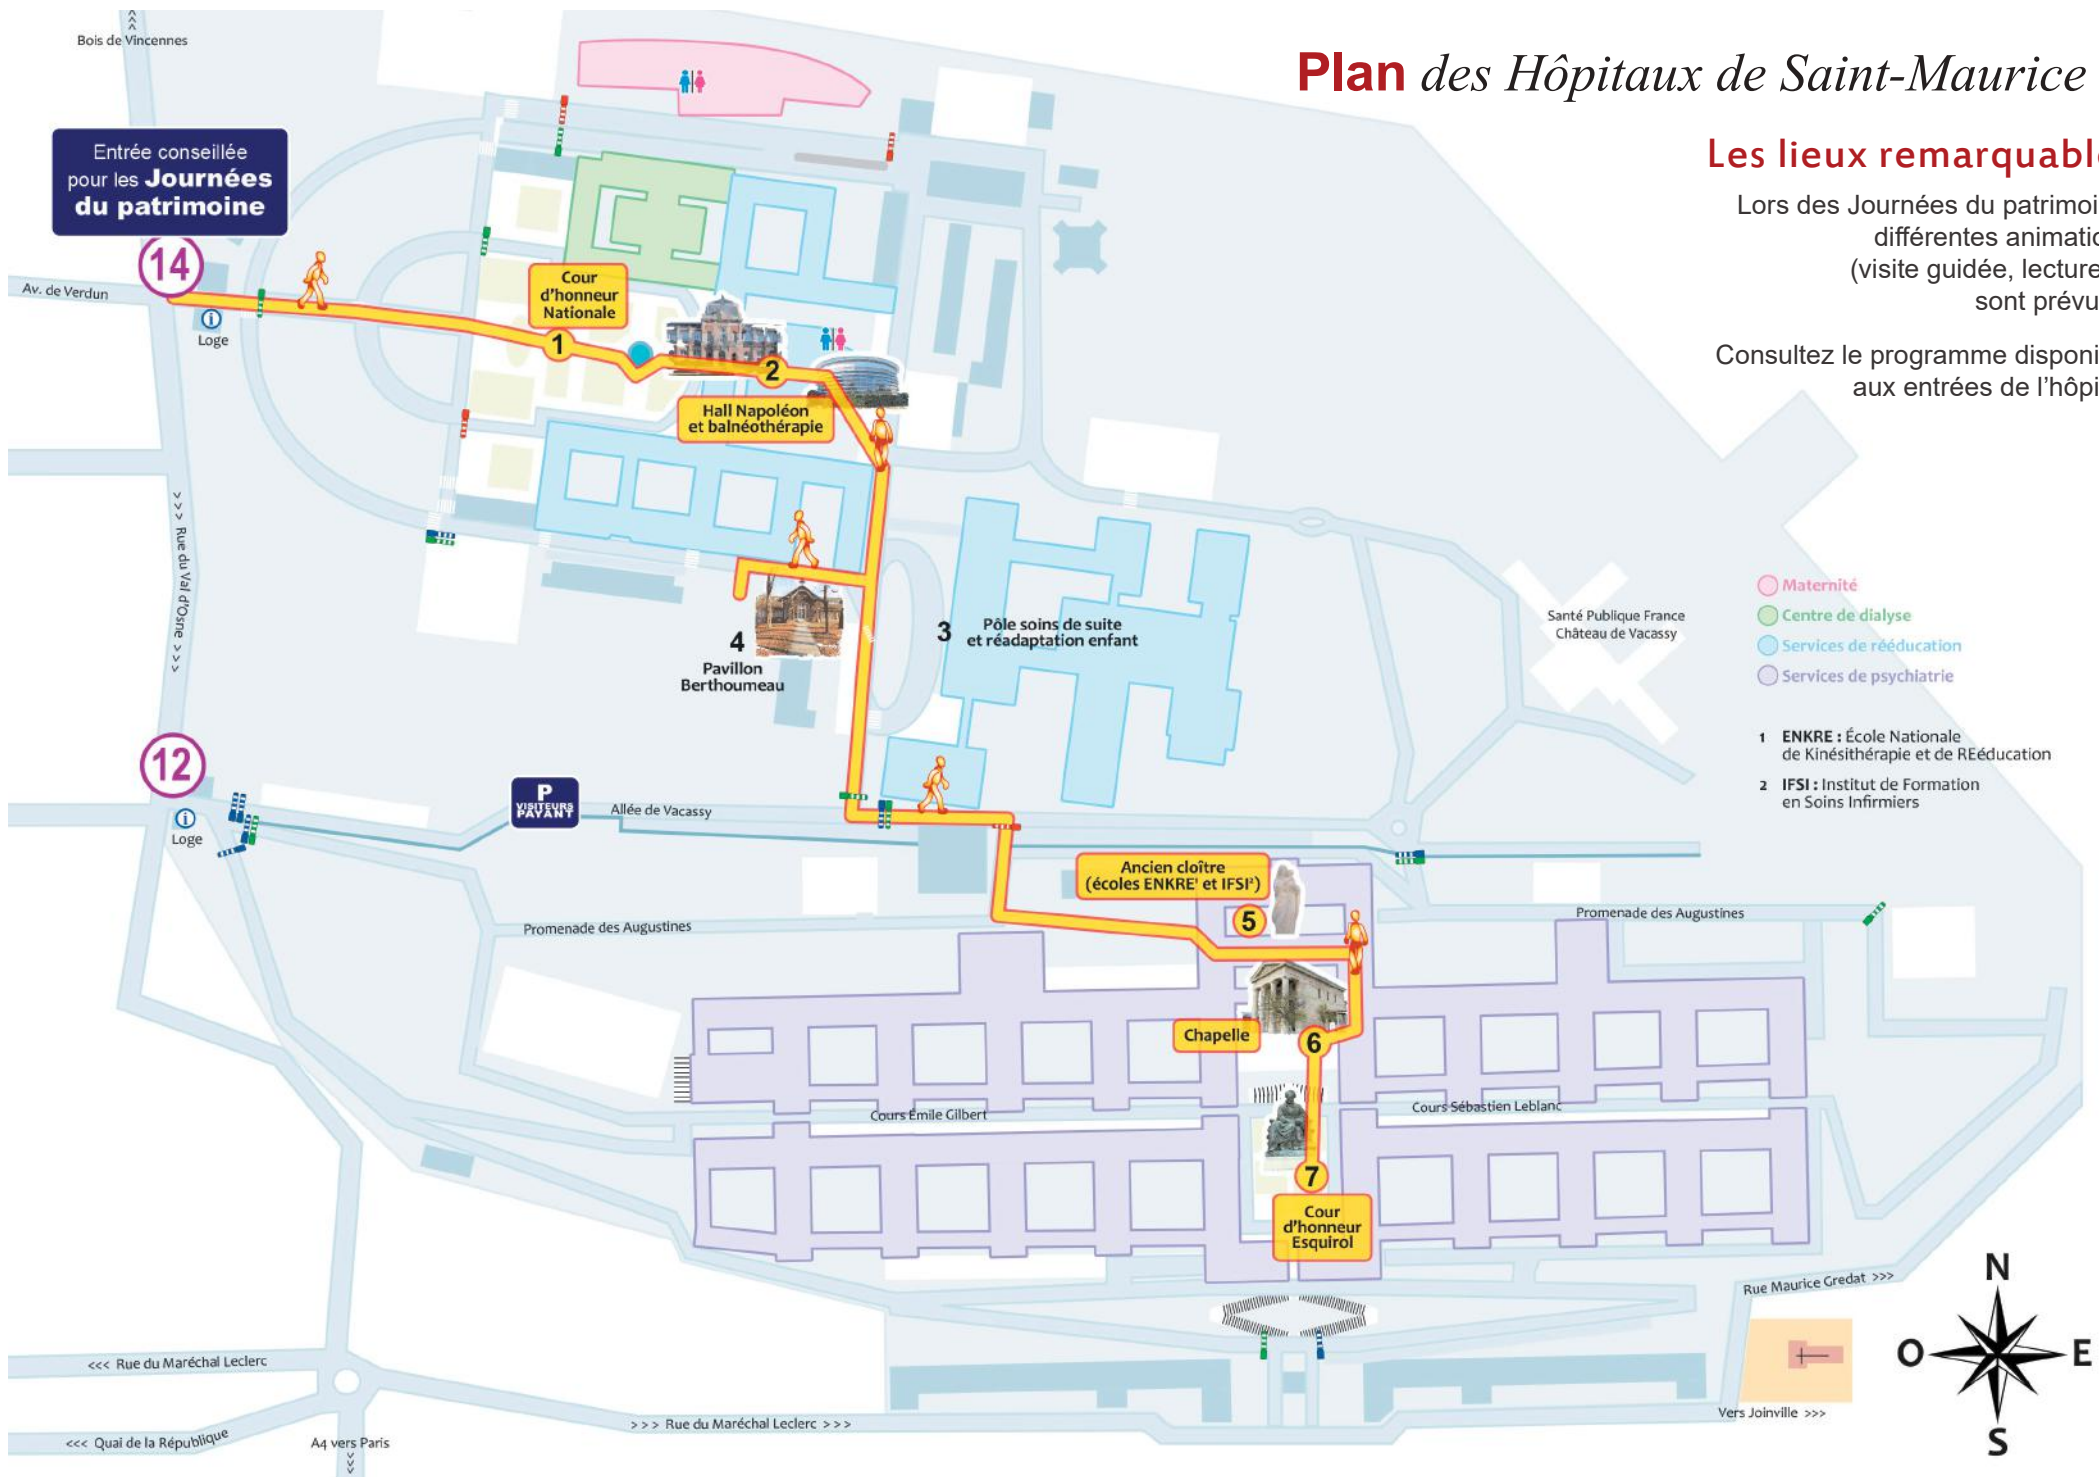 Plan des Hôpitaux de Saint-Maurice
Les lieux remarquabl
Lors des Journées du patrimoi
différentes animatio
(visite guidée, lecture
sont prévu
Consultez le programme disponi
aux entrées de l'hôpi
Bois de Vincennes
Entrée conseillée
pour les Journées
du patrimoine
14
Av. de Verdun
i
Loge
Cour
d'honneur
Nationale
1
2
Hall Napoléon
et balnéothérapie
>>> Rue du Val d'Osne >>>
3
Pôle soins de suite
et réadaptation enfant
4
Pavillon
Berthoumeau
Santé Publique France
Château de Vacassy
Maternité
Centre de dialyse
Services de rééducation
Services de psychiatrie
1 ENKRE : École Nationale
de Kinésithérapie et de REéducation
2 IFSI : Institut de Formation
en Soins Infirmiers
12
i
Loge
P
VISITEURS
PAYANT
Allée de Vacassy
Ancien cloître
(écoles ENKRE¹ et IFSI²)
5
Promenade des Augustines
Promenade des Augustines
Chapelle
6
Cours Émile Gilbert
Cours Sébastien Leblanc
7
Cour
d'honneur
Esquirol
Rue Maurice Gredat >>>
N
O
E
S
<<< Rue du Maréchal Leclerc
>>> Rue du Maréchal Leclerc >>>
Vers Joinville >>>
<<< Quai de la République
A4 vers Paris
>>>